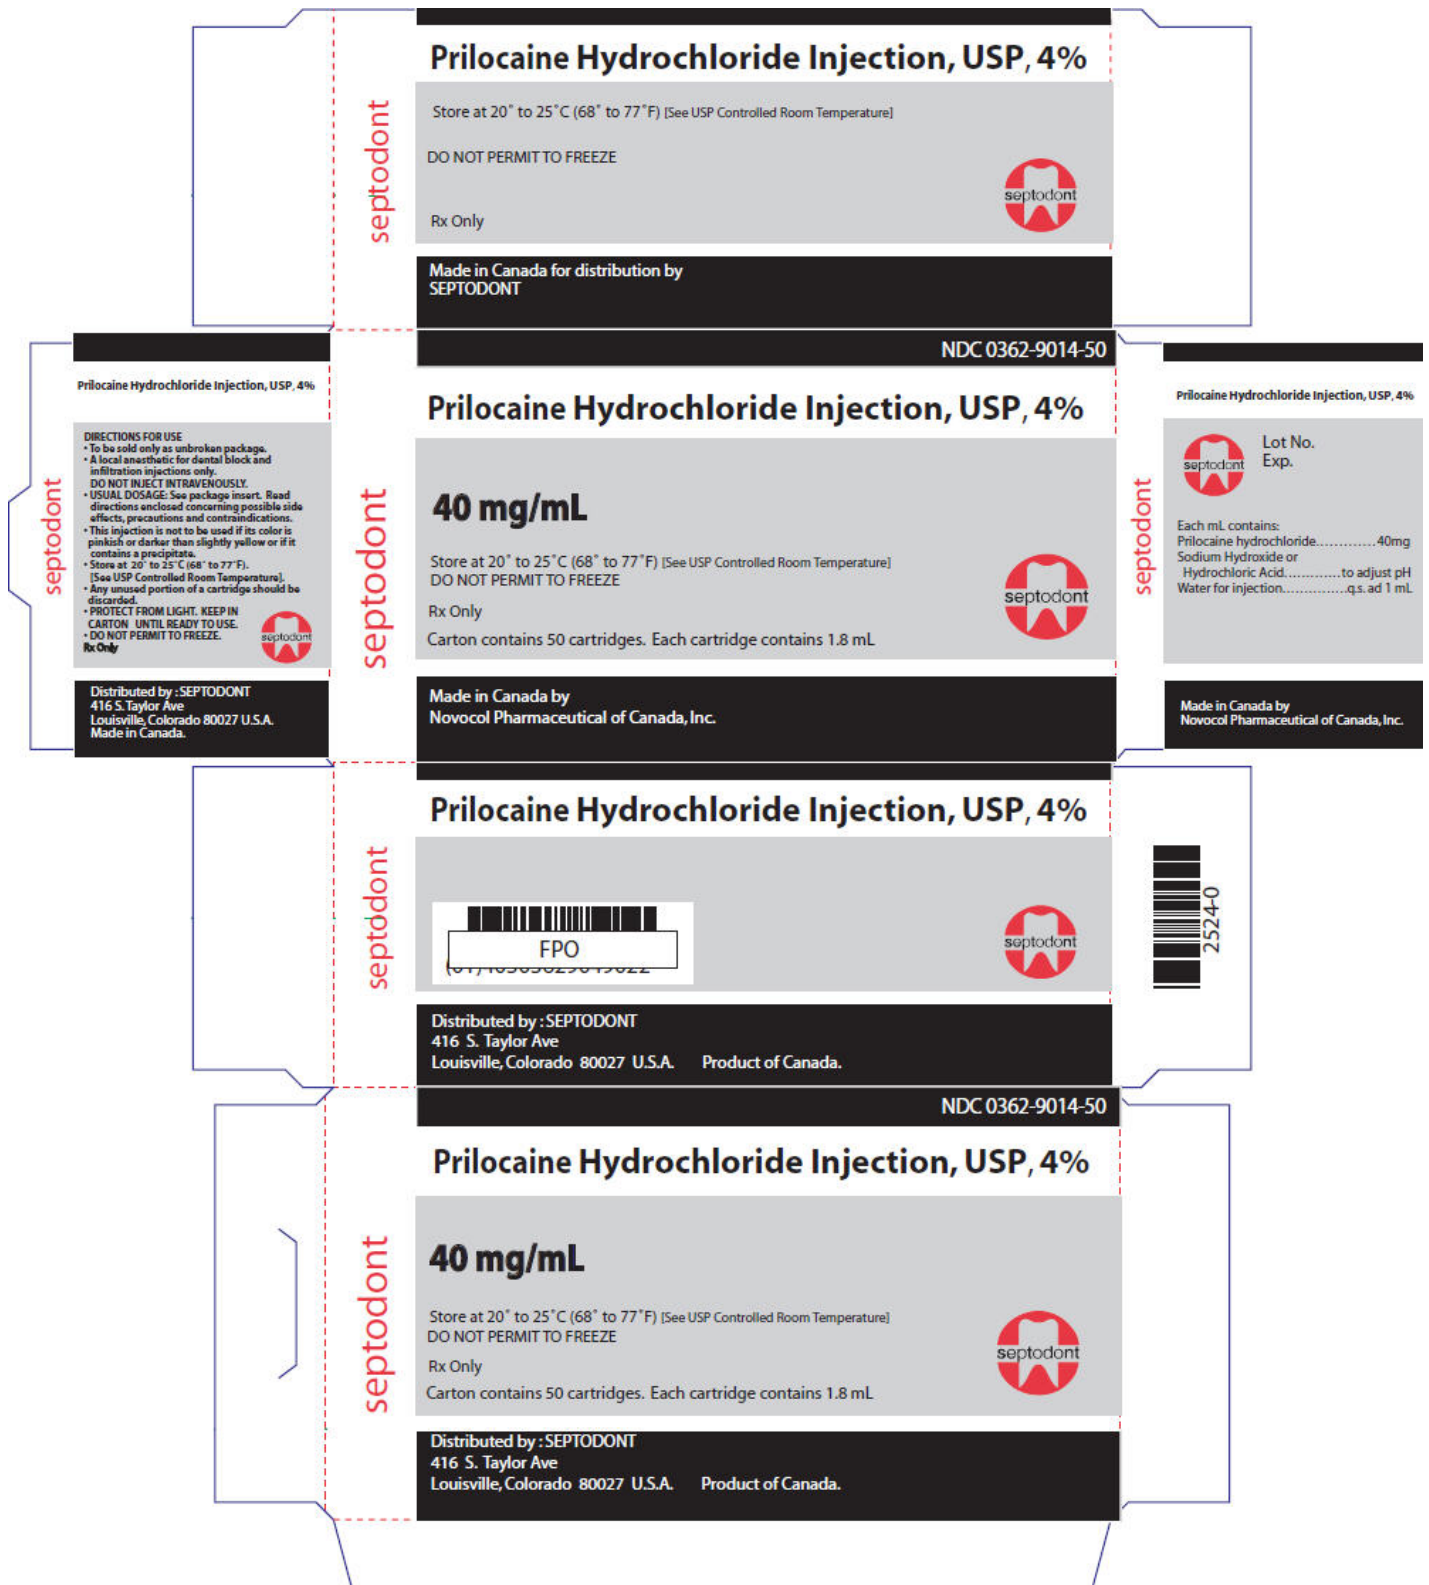 Prilocaine Hydrochloride Injection, USP, 4%
septodont
Store at 20˚ to 25˚C (68˚ to 77˚F) [See USP Controlled Room Temperature]
DO NOT PERMIT TO FREEZE
Rx Only
septodont
Made in Canada for distribution by
SEPTODONT
Prilocaine Hydrochloride Injection, USP, 4%
septodont
DIRECTIONS FOR USE
• To be sold only as unbroken package.
• A local anesthetic for dental block and
infiltration injections only.
DO NOT INJECT INTRAVENOUSLY.
• USUAL DOSAGE: See package insert. Read
directions enclosed concerning possible side
effects, precautions and contraindications.
• This injection is not to be used if its color is
pinkish or darker than slightly yellow or if it
contains a precipitate.
• Store at 20˚ to 25˚C (68˚ to 77˚F).
[See USP Controlled Room Temperature].
• Any unused portion of a cartridge should be
discarded.
• PROTECT FROM LIGHT. KEEP IN
CARTON UNTIL READY TO USE.
• DO NOT PERMIT TO FREEZE.
Rx Only
septodont
Distributed by : SEPTODONT
416 S. Taylor Ave
Louisville, Colorado 80027 U.S.A.
Made in Canada.
NDC 0362-9014-50
Prilocaine Hydrochloride Injection, USP, 4%
septodont
40 mg/mL
Store at 20˚ to 25˚C (68˚ to 77˚F) [See USP Controlled Room Temperature]
DO NOT PERMIT TO FREEZE
Rx Only
Carton contains 50 cartridges. Each cartridge contains 1.8 mL
septodont
Made in Canada by
Novocol Pharmaceutical of Canada, Inc.
Prilocaine Hydrochloride Injection, USP, 4%
septodont
septodont
Lot No.
Exp.
Each mL contains:
Prilocaine hydrochloride.............40mg
Sodium Hydroxide or
Hydrochloric Acid............to adjust pH
Water for injection...............q.s. ad 1 mL
Made in Canada by
Novocol Pharmaceutical of Canada, Inc.
Prilocaine Hydrochloride Injection, USP, 4%
septodont
FPO
septodont
2524-0
Distributed by : SEPTODONT
416 S. Taylor Ave
Louisville, Colorado 80027 U.S.A. Product of Canada.
NDC 0362-9014-50
Prilocaine Hydrochloride Injection, USP, 4%
septodont
40 mg/mL
Store at 20˚ to 25˚C (68˚ to 77˚F) [See USP Controlled Room Temperature]
DO NOT PERMIT TO FREEZE
Rx Only
Carton contains 50 cartridges. Each cartridge contains 1.8 mL
septodont
Distributed by : SEPTODONT
416 S. Taylor Ave
Louisville, Colorado 80027 U.S.A. Product of Canada.